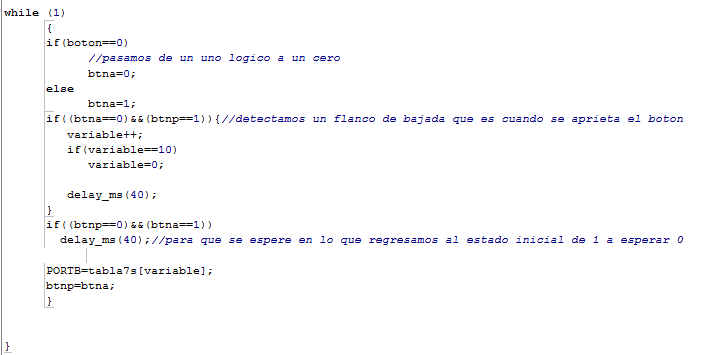 while (1)
{
if(boton==0)
//pasamos de un uno logico a un cero
btna=0;
else
btna=1;
if((btna==0)&&(btnp==1)){//detectamos un flanco de bajada que es cuando se aprieta el boton
variable++;
if(variable==10)
variable=0;
delay_ms(40);
}
if((btnp==0)&&(btna==1))
delay_ms(40);//para que se espere en lo que regresamos al estado inicial de 1 a esperar 0
PORTB=tabla7s[variable];
btnp=btna;
}
}